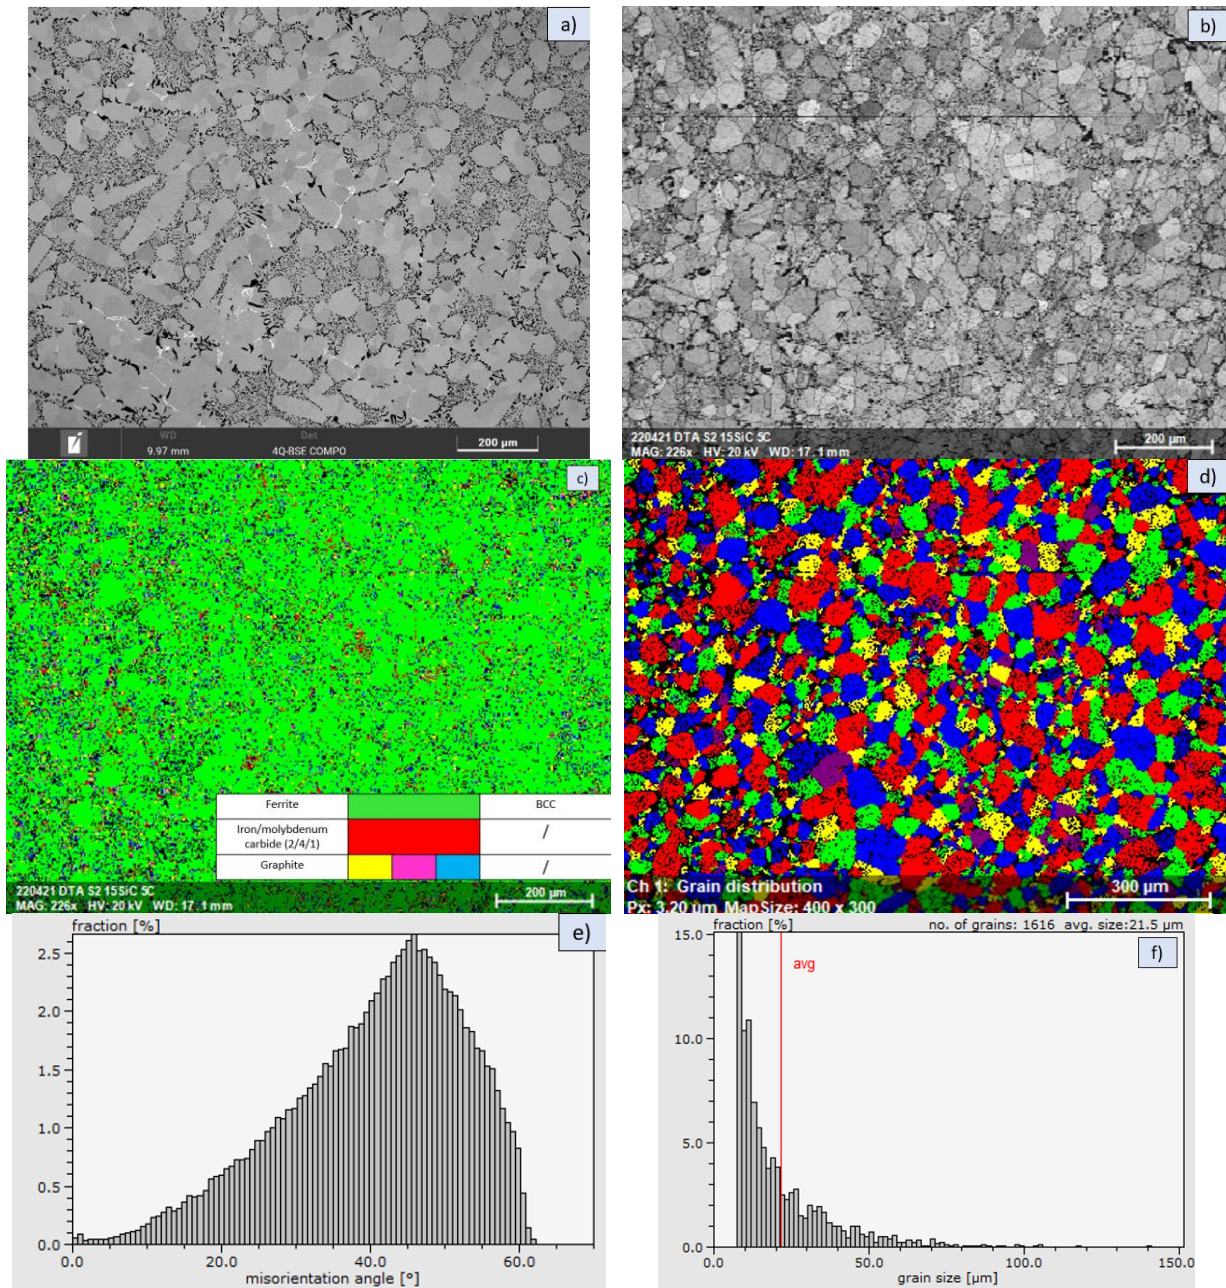 a)
WD
Det
9.97 mm
4Q-BSE COMPO
200 µm
b)
220421 DTA S2 15SiC 5C
MAG: 226x HV: 20 kV WD: 17.1 mm
200 µm
c)
Ferrite
BCC
Iron/molybdenum
carbide (2/4/1)
/
Graphite
/
220421 DTA S2 15SiC 5C
MAG: 226x HV: 20 kV WD: 17.1 mm
200 µm
d)
Ch 1: Grain distribution
Px: 3.20 µm MapSize: 400 x 300
300 µm
fraction [%]
e)
2.5
2.0
1.5
1.0
0.5
0.0
0.0 20.0 40.0 60.0
misorientation angle [°]
fraction [%] no. of grains: 1616 avg. size:21.5 µm
f)
avg
15.0
10.0
5.0
0.0
0.0 50.0 100.0 150.0
grain size [µm]